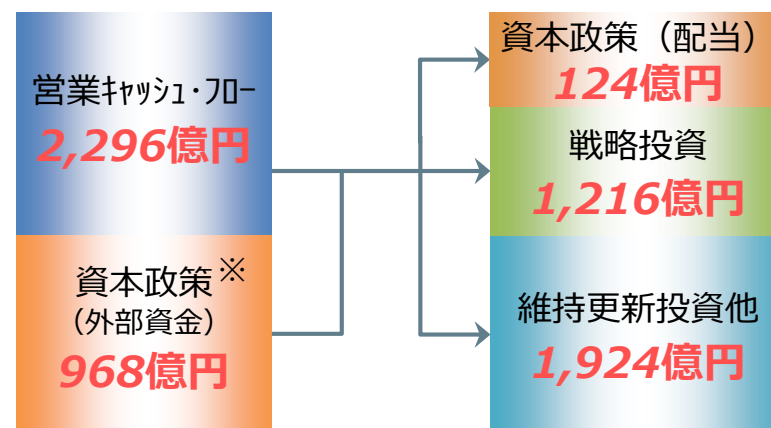 営業ｷｬｯｼｭ･ﾌﾛｰ
2,296億円
資本政策※
（外部資金）
968億円
資本政策（配当）
124億円
戦略投資
1,216億円
維持更新投資他
1,924億円